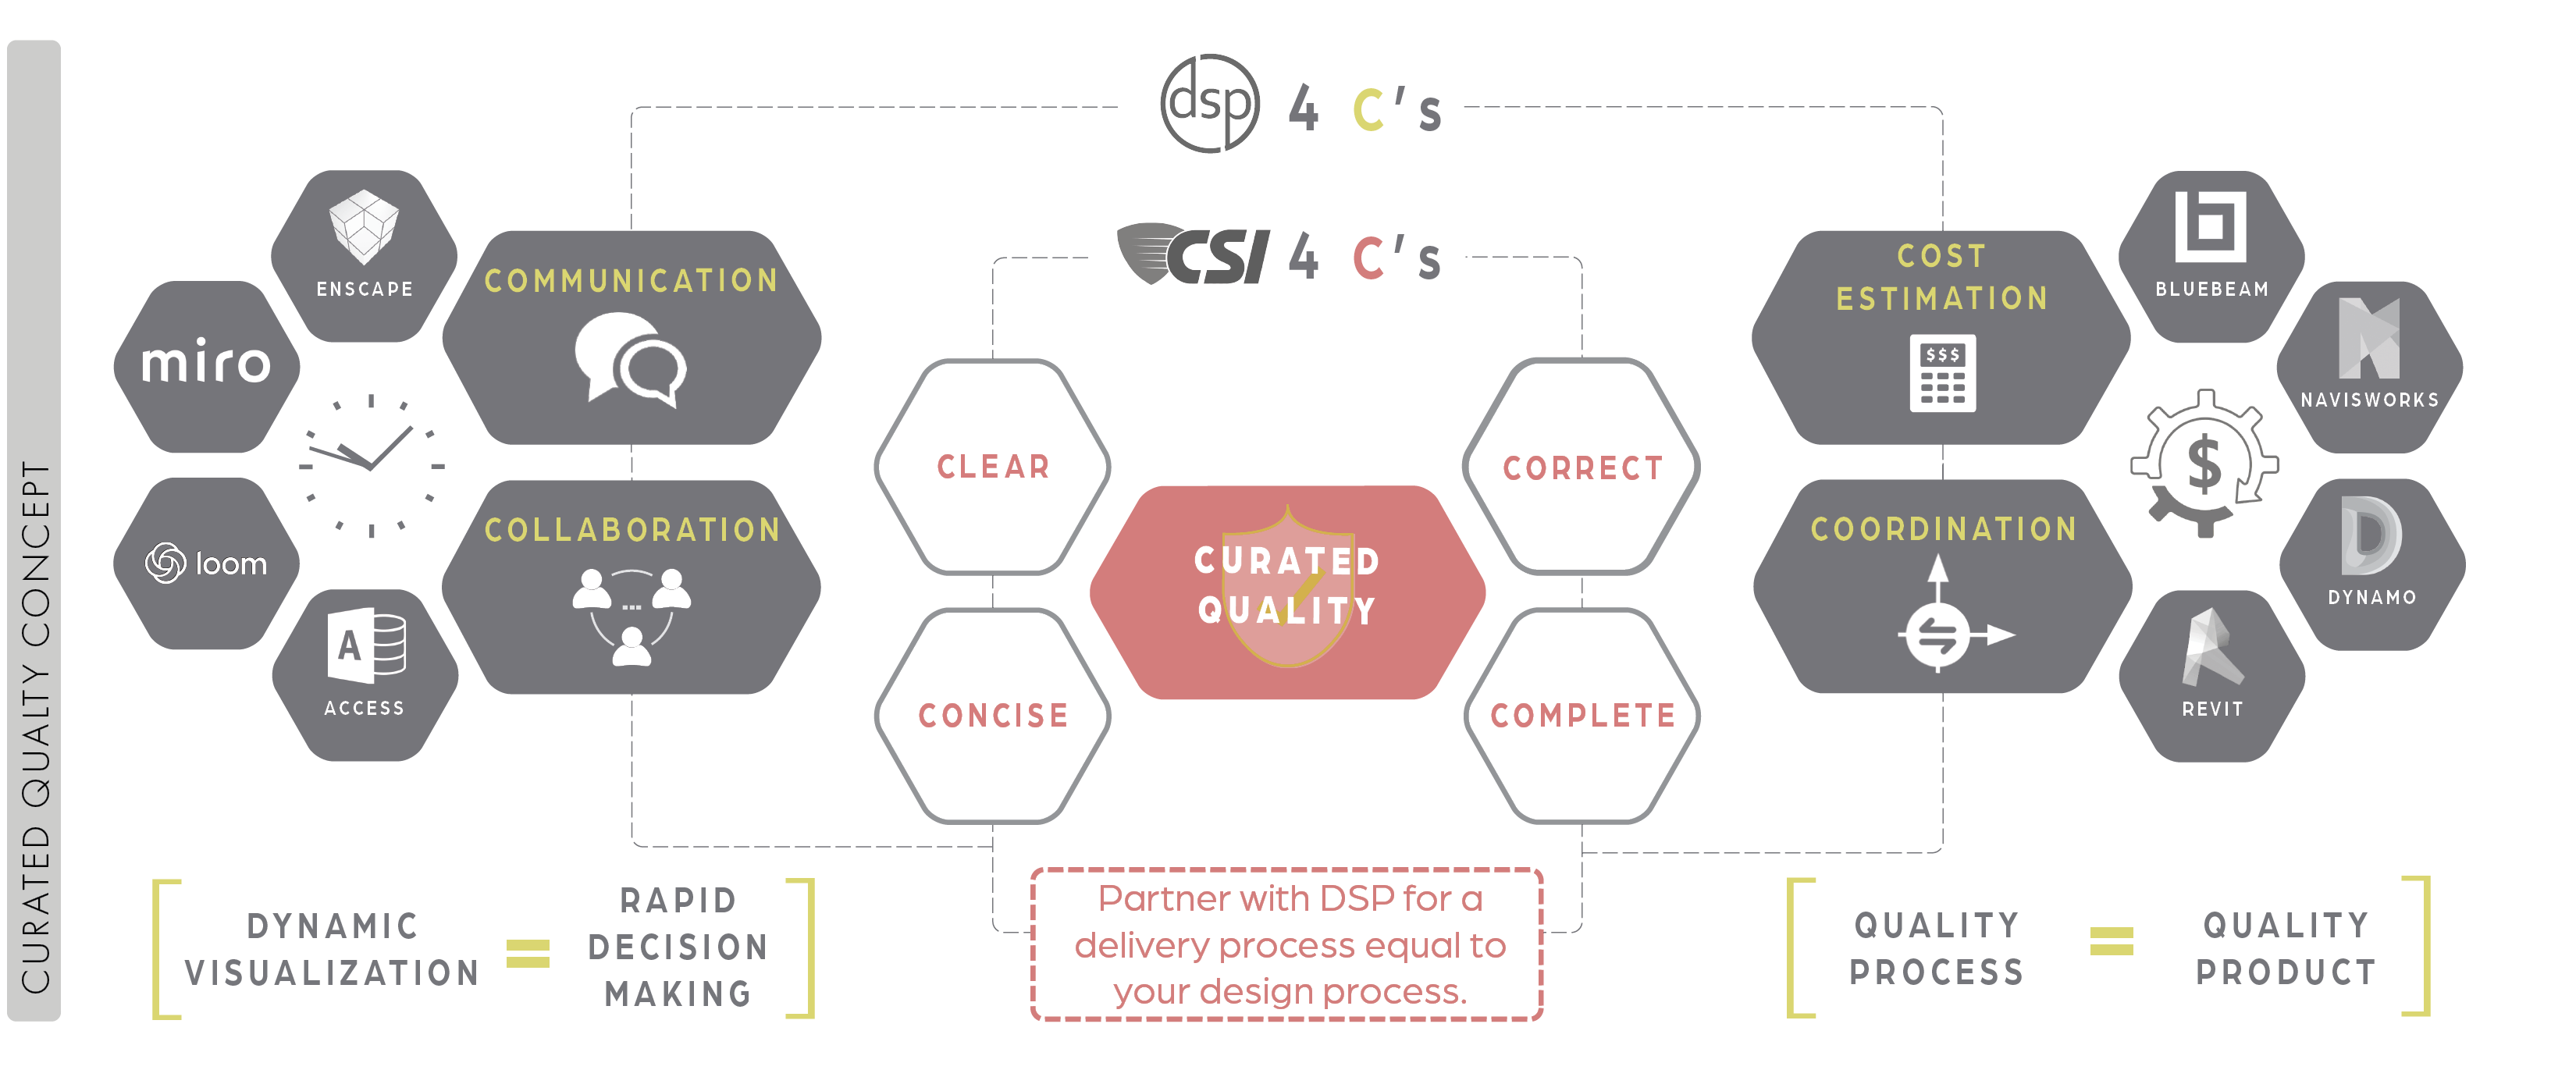 CURATED QUALTY CONCEPT
dsp 4 C's
CSI 4 C's
ENSCAPE
miro
loom
A
ACCESS
COMMUNICATION
COLLABORATION
...
CLEAR
CONCISE
CURATED
QUALITY
CORRECT
COMPLETE
COST
ESTIMATION
$$$
COORDINATION
BLUEBEAM
NAVISWORKS
$
DYNAMO
REVIT
DYNAMIC
VISUALIZATION
=
RAPID
DECISION
MAKING
Partner with DSP for a
delivery process equal to
your design process.
QUALITY
PROCESS
=
QUALITY
PRODUCT